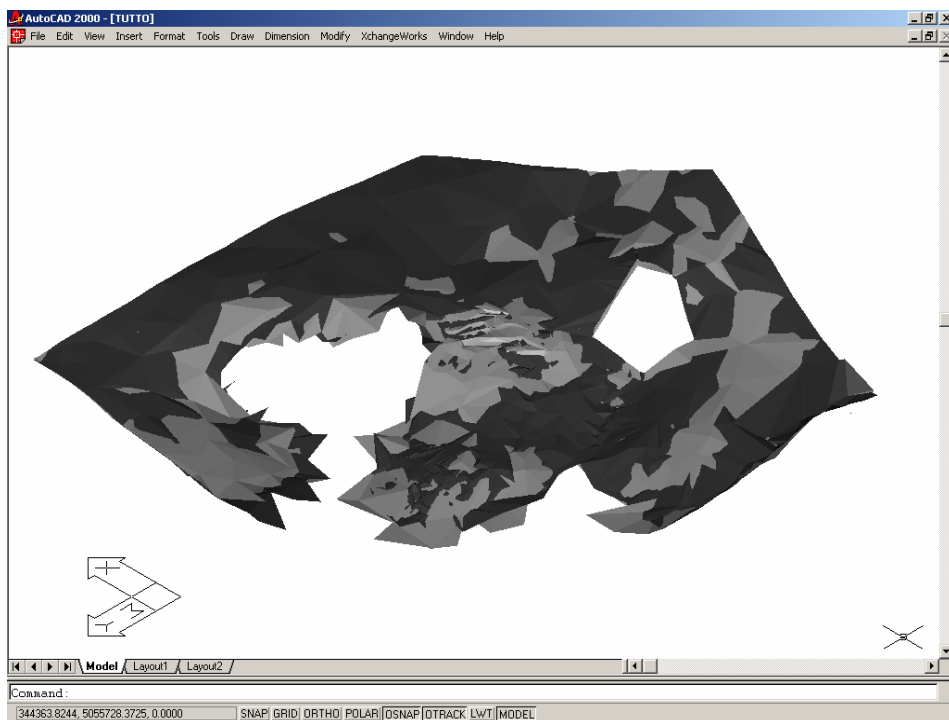 AutoCAD 2000 - [TUTTO]
File Edit View Insert Format Tools Draw Dimension Modify XchangeWorks Window Help
X
Y
M
Model Layout1 Layout2
Command:
344363.8244, 5055728.3725, 0.0000 SNAP GRID ORTHO POLAR OSNAP OTRACK LWT MODEL